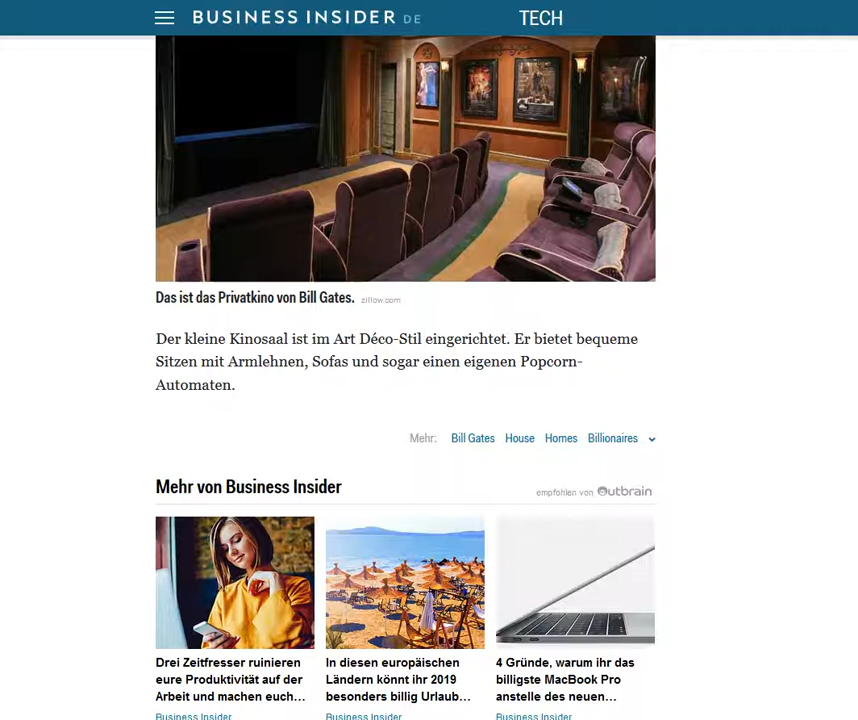 BUSINESS INSIDER DE
TECH
Das ist das Privatkino von Bill Gates. zillow.com
Der kleine Kinosaal ist im Art Déco-Stil eingerichtet. Er bietet bequeme
Sitzen mit Armlehnen, Sofas und sogar einen eigenen Popcorn-
Automaten.
Mehr: Bill Gates House Homes Billionaires
Mehr von Business Insider
empfohlen von Outbrain
Drei Zeitfresser ruinieren
eure Produktivität auf der
Arbeit und machen euch...
Business Insider
In diesen europäischen
Ländern könnt ihr 2019
besonders billig Urlaub...
Business Insider
4 Gründe, warum ihr das
billigste MacBook Pro
anstelle des neuen...
Business Insider